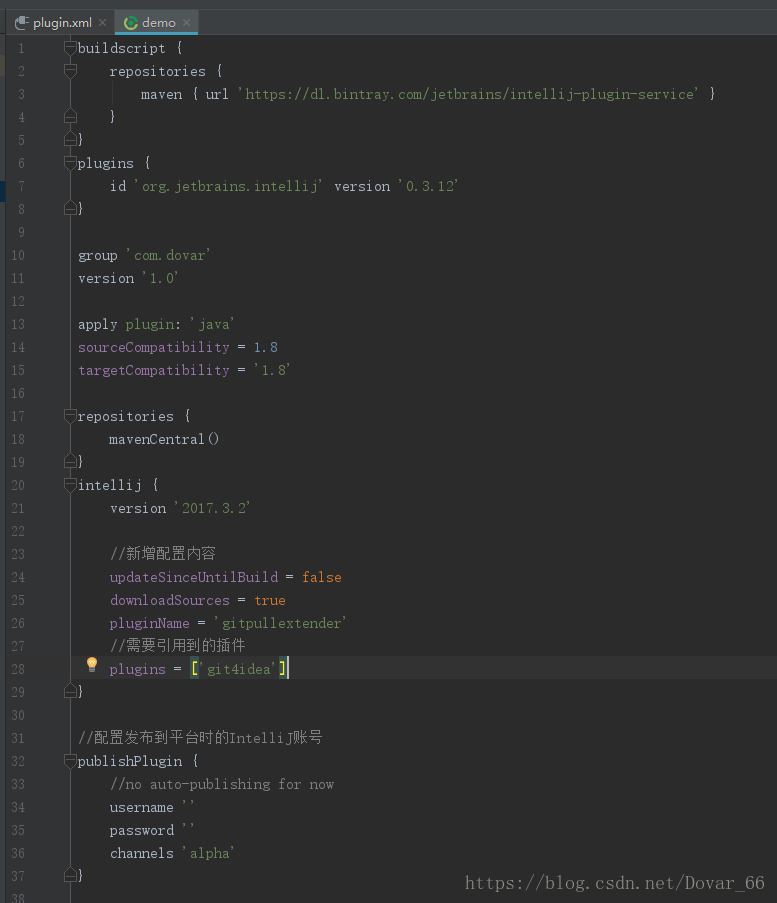 plugin.xml
demo
1 buildscript {
2 repositories {
3 maven { url 'https://dl.bintray.com/jetbrains/intellij-plugin-service' }
4 }
5 }
6 plugins {
7 id 'org.jetbrains.intellij' version '0.3.12'
8 }
9
10 group 'com.dovar'
11 version '1.0'
12
13 apply plugin: 'java'
14 sourceCompatibility = 1.8
15 targetCompatibility = '1.8'
16
17 repositories {
18 mavenCentral()
19 }
20 intellij {
21 version '2017.3.2'
22
23 //新增配置内容
24 updateSinceUntilBuild = false
25 downloadSources = true
26 pluginName = 'gitpullextender'
27 //需要引用到的插件
28 plugins = ['git4idea']
29 }
30
31 //配置发布到平台时的IntelliJ账号
32 publishPlugin {
33 //no auto-publishing for now
34 username ''
35 password ''
36 channels 'alpha'
37 }
38
https://blog.csdn.net/Dovar_66